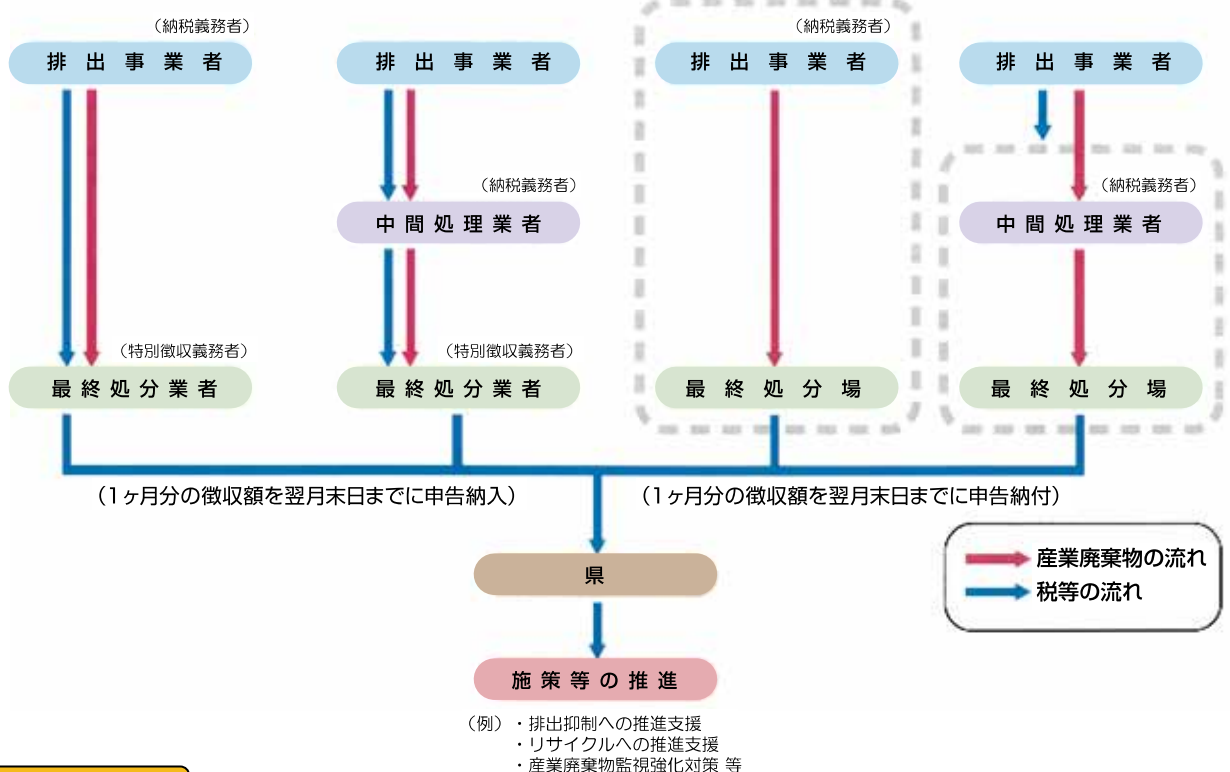 （納税義務者）
排出事業者
排出事業者
（納税義務者）
排出事業者
排出事業者
（納税義務者）
中間処理業者
（納税義務者）
中間処理業者
（特別徴収義務者）
最終処分業者
（特別徴収義務者）
最終処分業者
最終処分場
最終処分場
（1ヶ月分の徴収額を翌月末日までに申告納入）
（1ヶ月分の徴収額を翌月末日までに申告納付）
産業廃棄物の流れ
税等の流れ
県
施策等の推進
（例）・排出抑制への推進支援
・リサイクルへの推進支援
・産業廃棄物監視強化対策 等